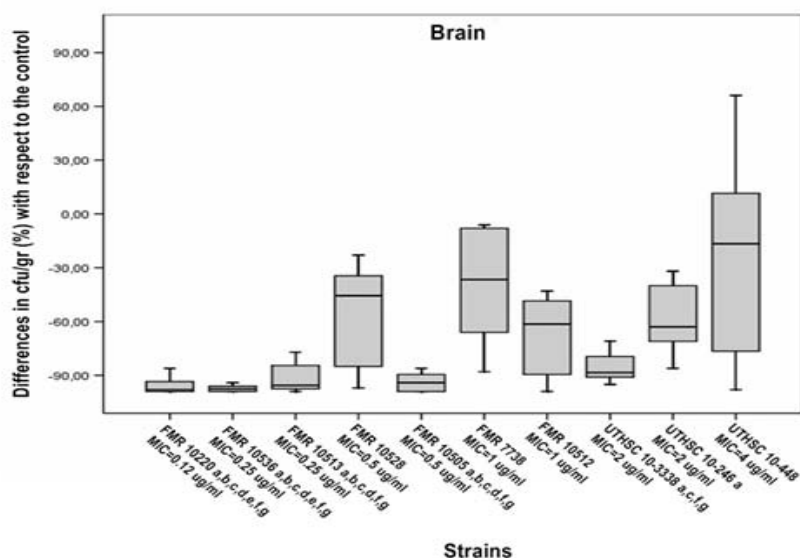 Brain
Differences in cfu/gr (%) with respect to the control
90,00
60,00
30,00
0,00
-30,00
-60,00
-90,00
FMR 10220 a,b,c,d,e,f,g
MIC=0.12 ug/ml
FMR 10536 a,b,c,d,e,f,g
MIC=0.25 ug/ml
FMR 10513 a,b,c,d,f,g
MIC=0.25 ug/ml
FMR 10528
MIC=0.5 ug/ml
FMR 10505 a,b,c,d,f,g
MIC=0.5 ug/ml
FMR 7738
MIC=1 ug/ml
FMR 10512
MIC=1 ug/ml
UTHSC 10-3338 a,c,f,g
MIC=2 ug/ml
UTHSC 10-246 a
MIC=2 ug/ml
UTHSC 10-448
MIC=4 ug/ml
Strains